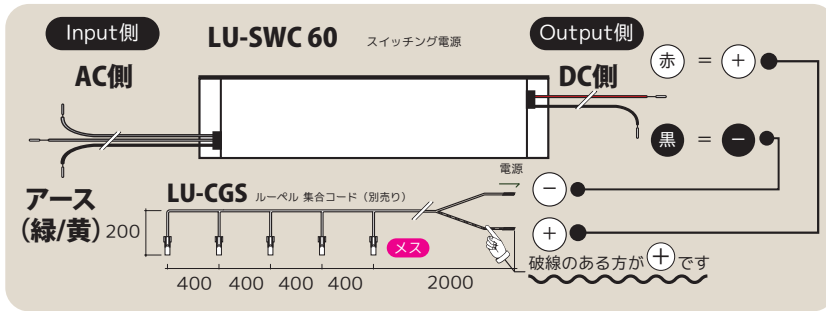 Input側
LU-SWC 60 スイッチング電源
Output側
AC側
DC側
赤 = +
黒 = −
アース
(緑/黄)
LU-CGS ルーペル 集合コード（別売り）
電源
−
+
200
メス
破線のある方が+です
400 400 400 400 2000